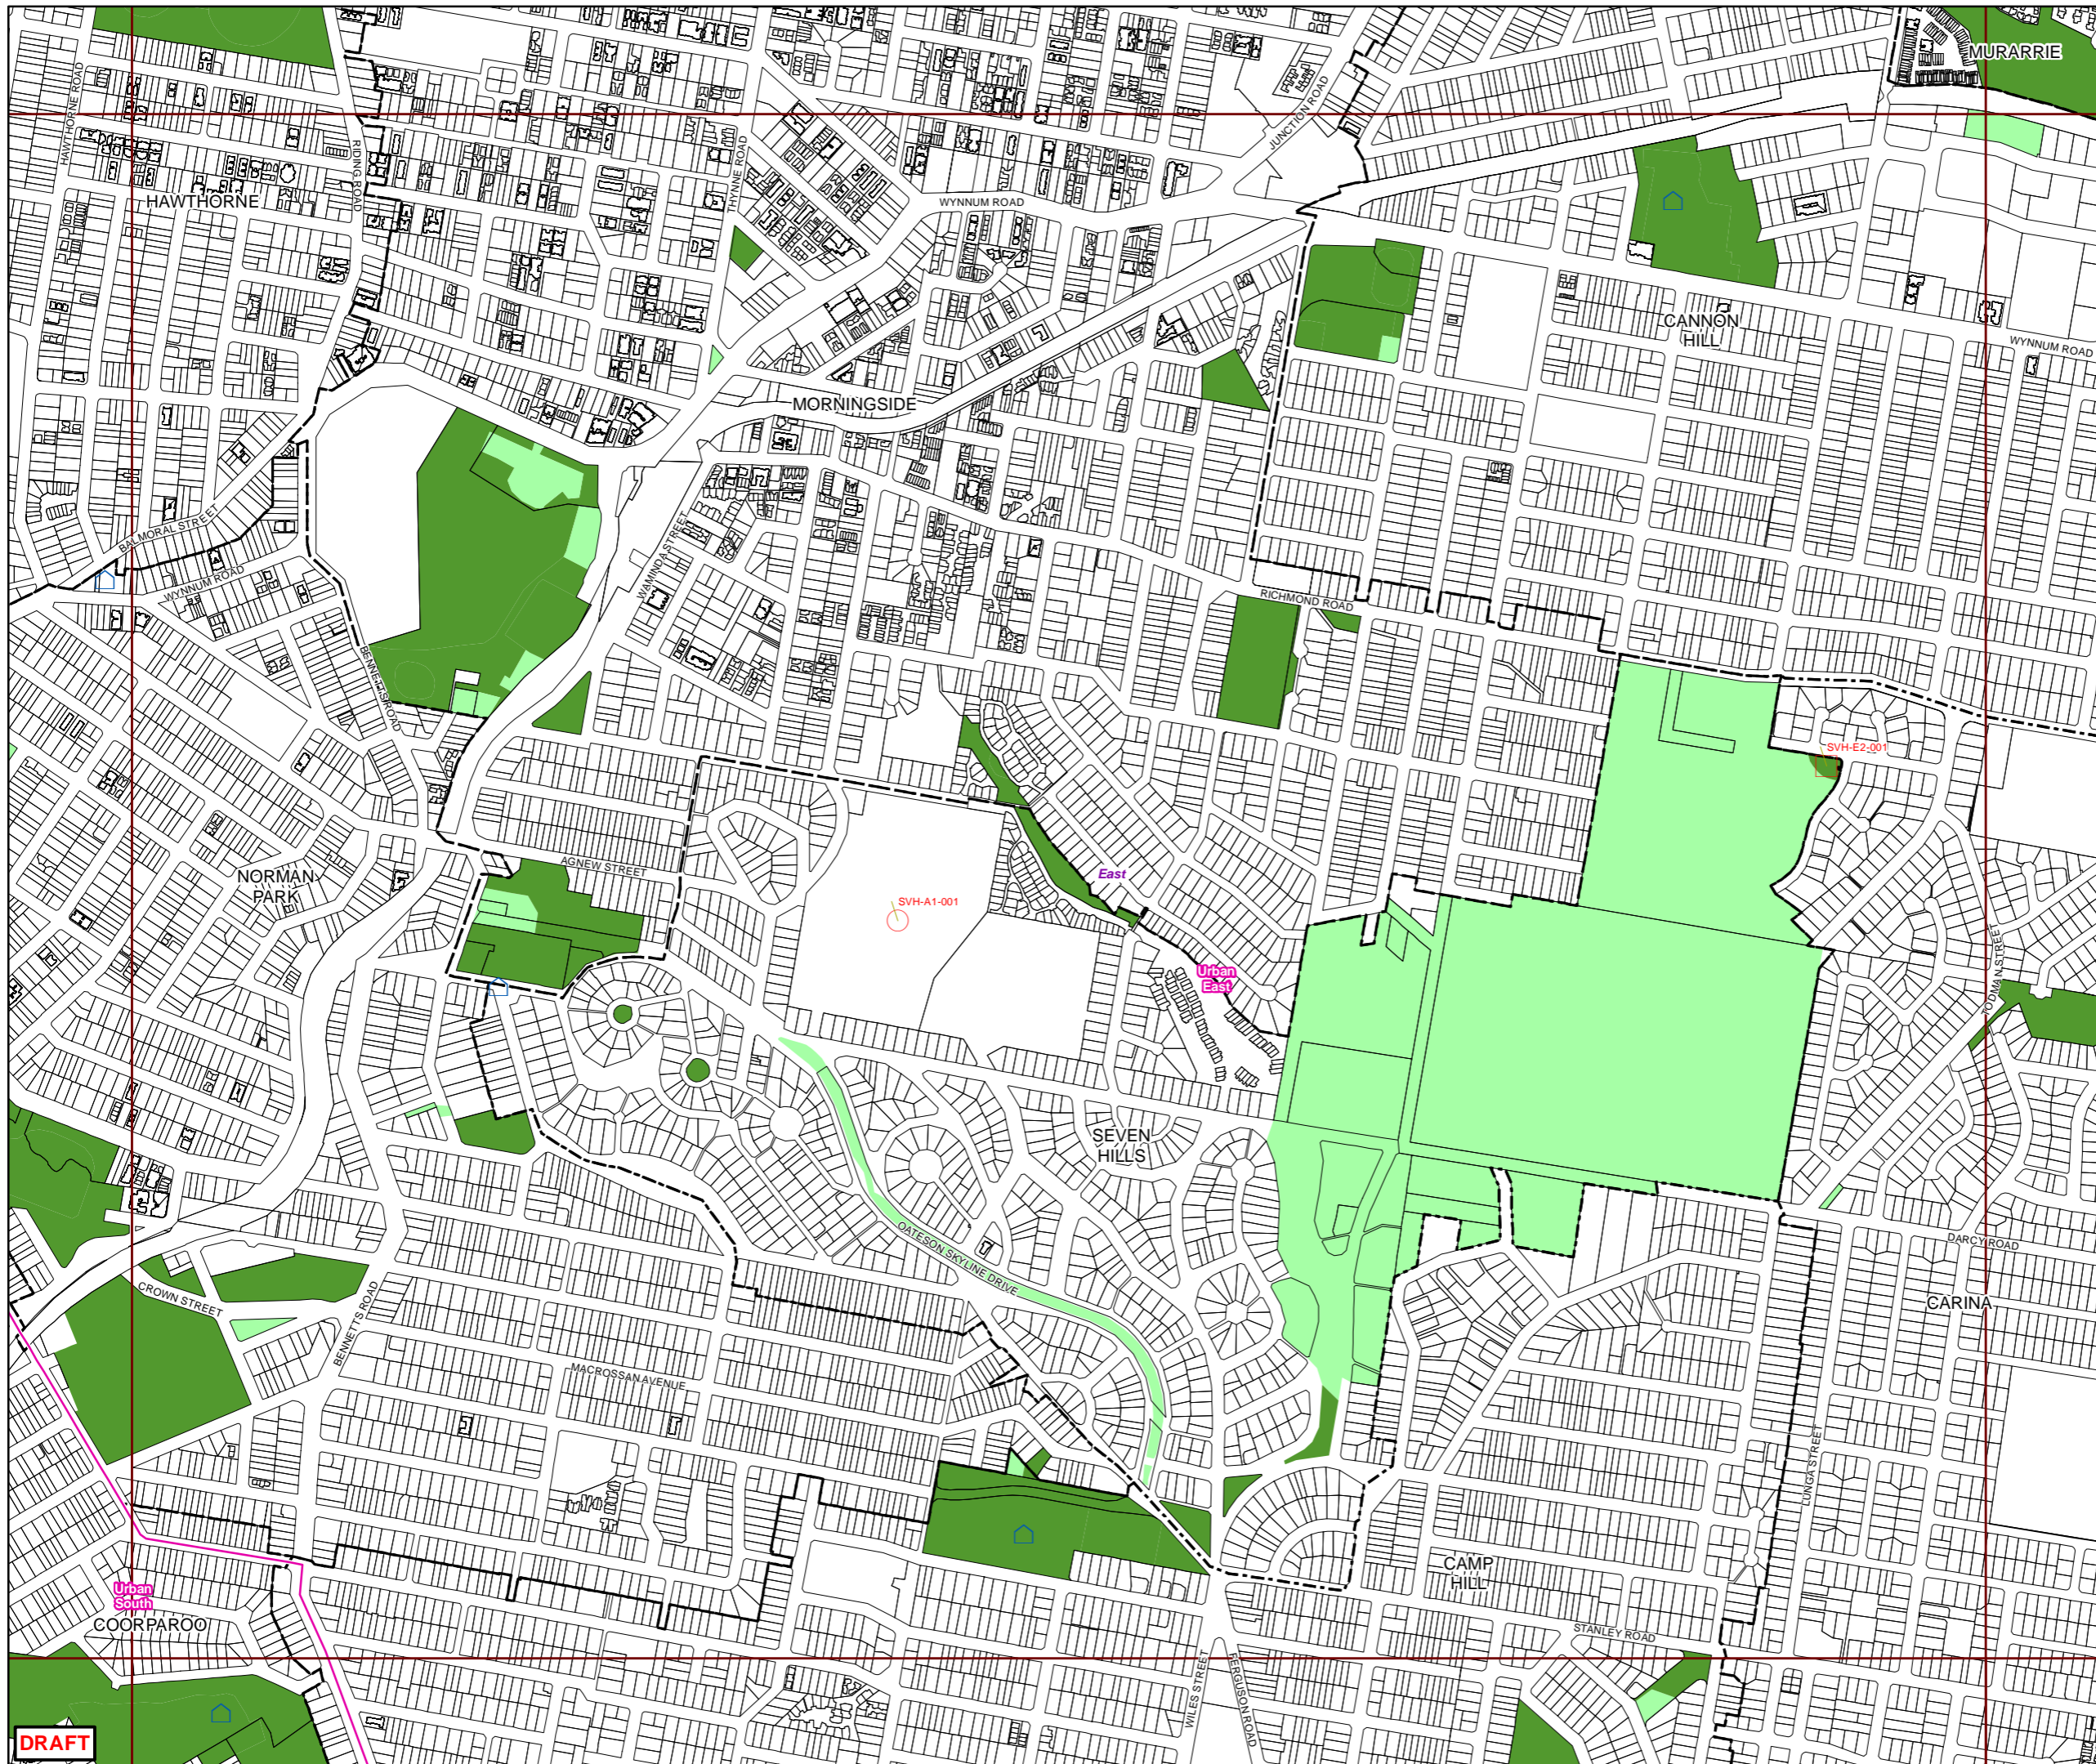 MURARRIE
HAWTHORNE ROAD
JUNCTION ROAD
RIDING ROAD
THYNNE ROAD
HAWTHORNE
WYNNUM ROAD
CANNON
HILL
WYNNUM ROAD
MORNINGSIDE
BALMORAL STREET
WAMINDA STREET
WYNNUM ROAD
RICHMOND ROAD
BENNETTS ROAD
SVH-E2-001
AGNEW STREET
East
NORMAN
PARK
SVH-A1-001
Urban
East
TODMAN STREET
SEVEN
HILLS
OATESON SKYLINE DRIVE
DARCY ROAD
CROWN STREET
CARINA
BENNETTS ROAD
MACROSSAN AVENUE
LUNGA STREET
CAMP
HILL
Urban
South
COORPAROO
STANLEY ROAD
WILES STREET
FERGUSON ROAD
DRAFT